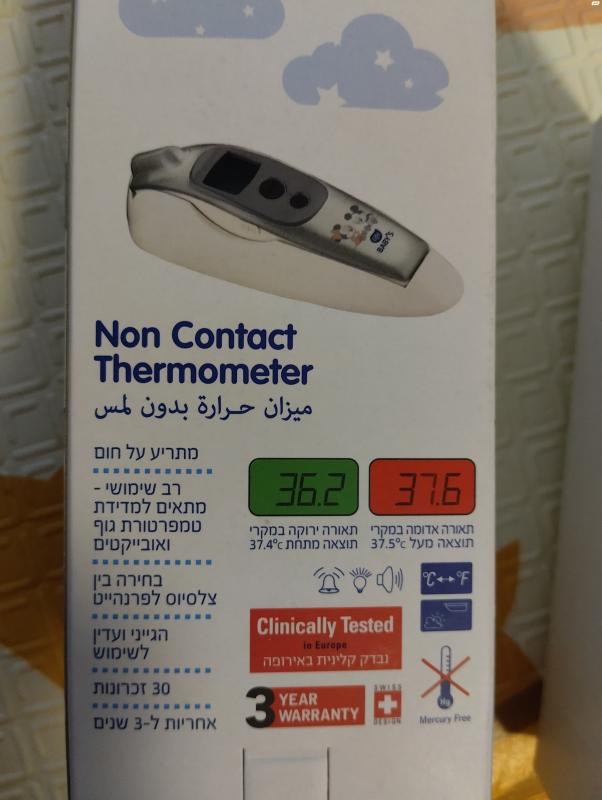 BABY'S
Non Contact
Thermometer
ميزان حرارة بدون لمس
מתריע על חום
רב שימושי -
מתאים למדידת
טמפרטורת גוף
ואובייקטים
בחירה בין
צלסיוס לפרנהייט
הגייני ועדין
לשימוש
30 זכרונות
אחריות ל-3 שנים
36.2
37.6
תאורה ירוקה במקרי
תוצאה מתחת 37.4°c
תאורה אדומה במקרי
תוצאה מעל 37.5°c
°C↔°F
Clinically Tested
in Europe
נבדק קלינית באירופה
3 YEAR
WARRANTY
SWISS
DESIGN
Hg
Mercury Free